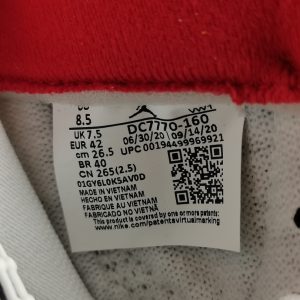 8.5
UK 7.5
EUR 42
cm 26.5
BR 40
CN 265(2.5)
VN1
DC7770-160
06/30/20 09/14/20
UPC 00194499969921
01GY6L0KSAV0D
MADE IN VIETNAM
HECHO EN VIETNAM
FABRIQUE AU VIETNAM
FABRICADO NO VIETNAM
This product is covered by one or more patents.
www.nike.com/patentsvirtualmarking